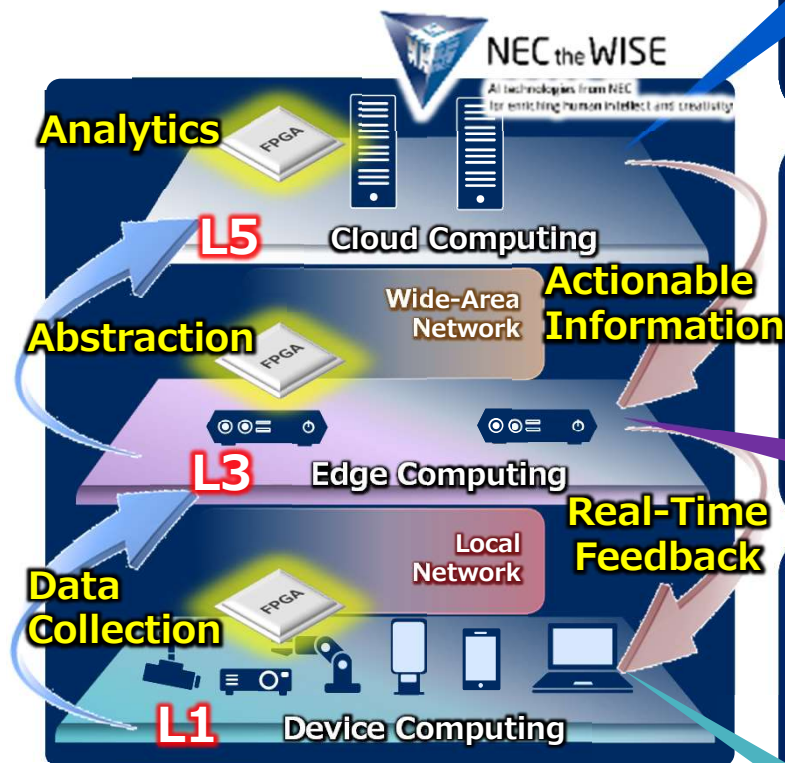 NEC the WISE
AI technologies from NEC
for enriching human intellect and creativity
Analytics
FPGA
L5
Cloud Computing
Wide-Area
Network
Actionable
Information
Abstraction
FPGA
L3
Edge Computing
Local
Network
Real-Time
Feedback
Data
Collection
FPGA
L1
Device Computing